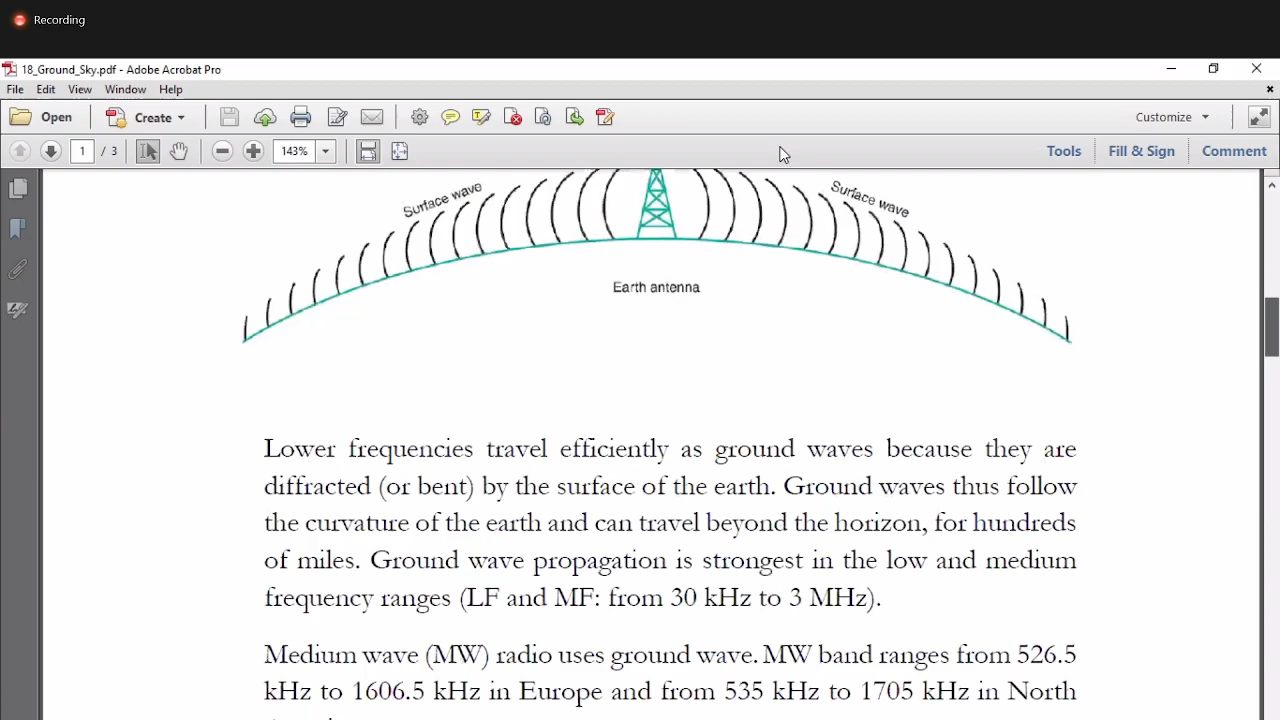 Recording
18_Ground_Sky.pdf - Adobe Acrobat Pro
File Edit View Window Help
Open Create Customize
1 / 3 143% Tools Fill & Sign Comment
Surface wave Surface wave
Earth antenna
Lower frequencies travel efficiently as ground waves because they are
diffracted (or bent) by the surface of the earth. Ground waves thus follow
the curvature of the earth and can travel beyond the horizon, for hundreds
of miles. Ground wave propagation is strongest in the low and medium
frequency ranges (LF and MF: from 30 kHz to 3 MHz).
Medium wave (MW) radio uses ground wave. MW band ranges from 526.5
kHz to 1606.5 kHz in Europe and from 535 kHz to 1705 kHz in North